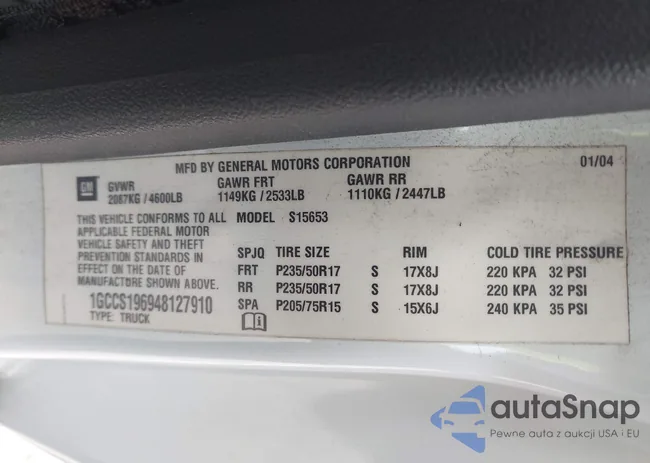 MFD BY GENERAL MOTORS CORPORATION 01/04
GM GVWR GAWR FRT GAWR RR
2087KG / 4600LB 1149KG / 2533LB 1110KG / 2447LB
THIS VEHICLE CONFORMS TO ALL MODEL S15653
APPLICABLE FEDERAL MOTOR
VEHICLE SAFETY AND THEFT SPJQ TIRE SIZE RIM COLD TIRE PRESSURE
PREVENTION STANDARDS IN FRT P235/50R17 S 17X8J 220 KPA 32 PSI
EFFECT ON THE DATE OF RR P235/50R17 S 17X8J 220 KPA 32 PSI
MANUFACTURE SHOWN ABOVE.
1GCCS196948127910 SPA P205/75R15 S 15X6J 240 KPA 35 PSI
TYPE: TRUCK
autoSnap
Pewne auta z aukcji USA i EU